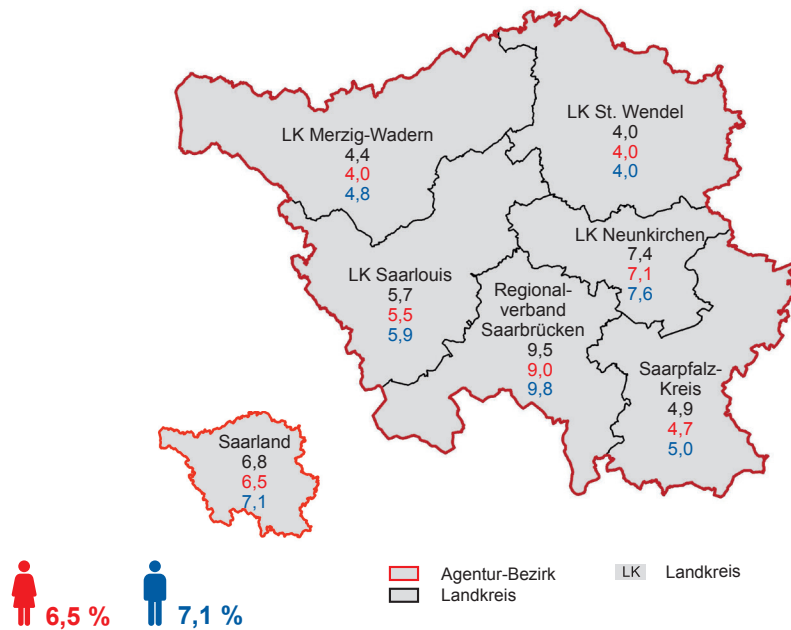 LK St. Wendel
4,0
4,0
4,0
LK Merzig-Wadern
4,4
4,0
4,8
LK Neunkirchen
7,4
7,1
7,6
LK Saarlouis
5,7
5,5
5,9
Regional-
verband
Saarbrücken
9,5
9,0
9,8
Saarpfalz-
Kreis
4,9
4,7
5,0
Saarland
6,8
6,5
7,1
6,5 %
7,1 %
Agentur-Bezirk
LK Landkreis
Landkreis